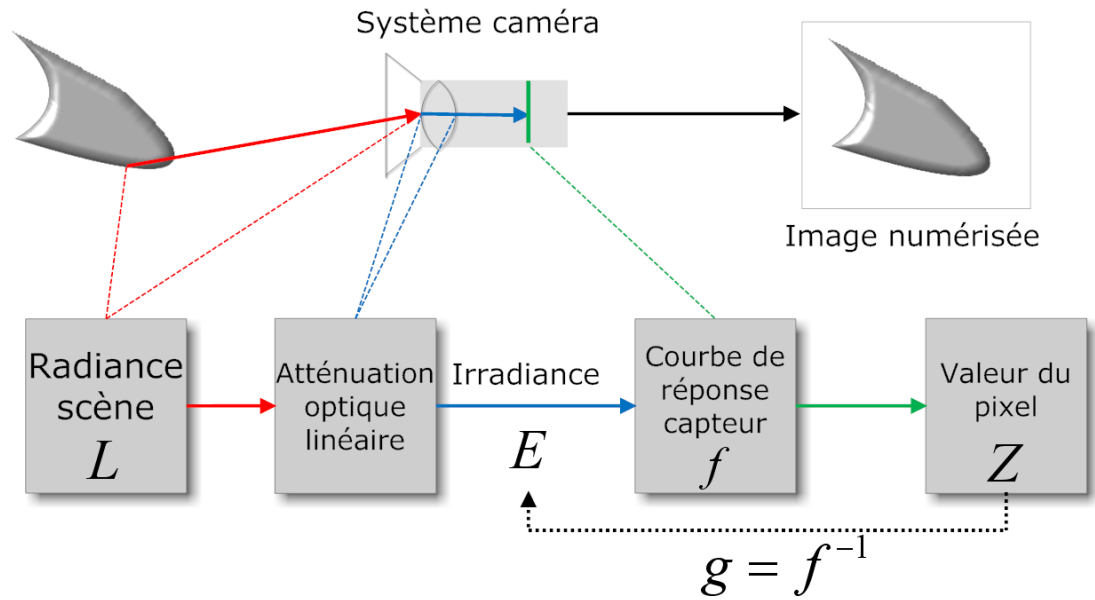 Système caméra
Image numérisée
Radiance
scène
L
Atténuation
optique
linéaire
Irradiance
E
Courbe de
réponse
capteur
f
Valeur du
pixel
Z
g = f⁻¹